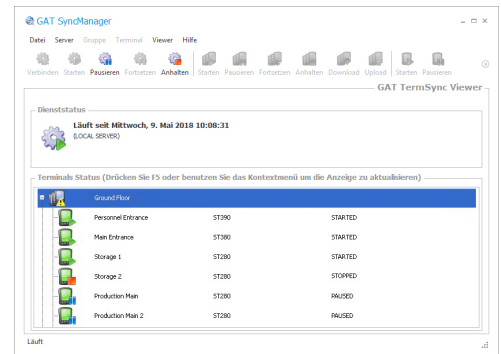 GAT SyncManager
Datei Server Gruppe Terminal Viewer Hilfe
Verbinden Starten Pausieren Fortsetzen Anhalten Starten Pausieren Fortsetzen Anhalten Download Upload Starten Pausieren
GAT TermSync Viewer
Dienststatus
Läuft seit Mittwoch, 9. Mai 2018 10:08:31
(LOCAL SERVER)
Terminals Status (Drücken Sie F5 oder benutzen Sie das Kontextmenü um die Anzeige zu aktualisieren)
Ground Floor
Personnel Entrance ST390 STARTED
Main Entrance ST380 STARTED
Storage 1 ST280 STARTED
Storage 2 ST280 STOPPED
Production Main ST280 PAUSED
Production Main 2 ST280 PAUSED
Läuft